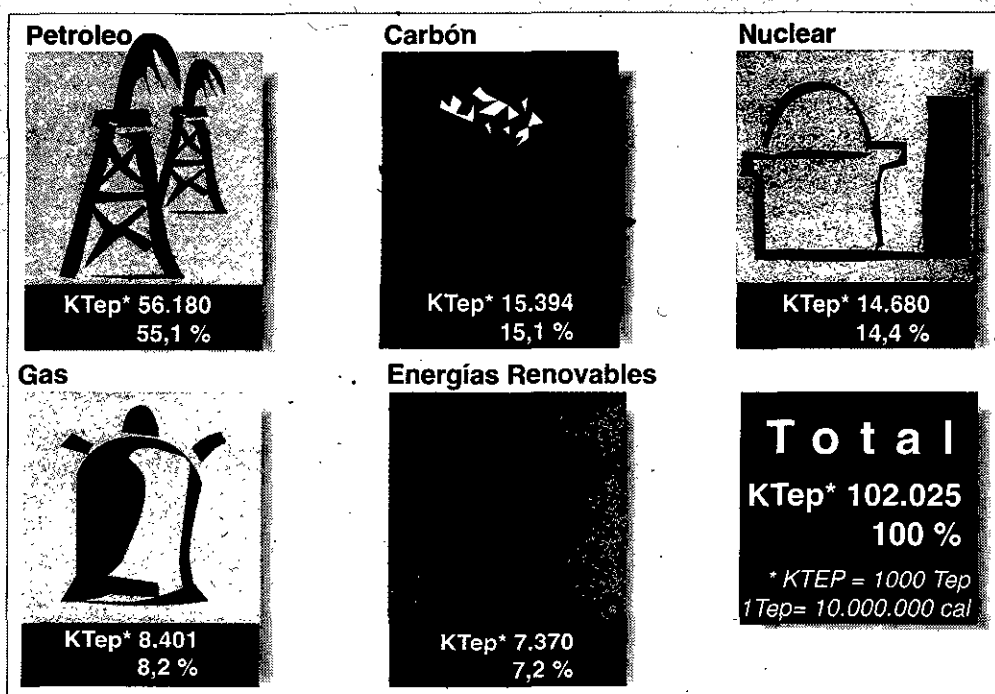 Petróleo
KTep* 56.180
55,1 %
Carbón
KTep* 15.394
15,1 %
Nuclear
KTep* 14.680
14,4 %
Gas
KTep* 8.401
8,2 %
Energías Renovables
KTep* 7.370
7,2 %
Total
KTep* 102.025
100 %
* KTEP = 1000 Tep
1Tep= 10.000.000 cal